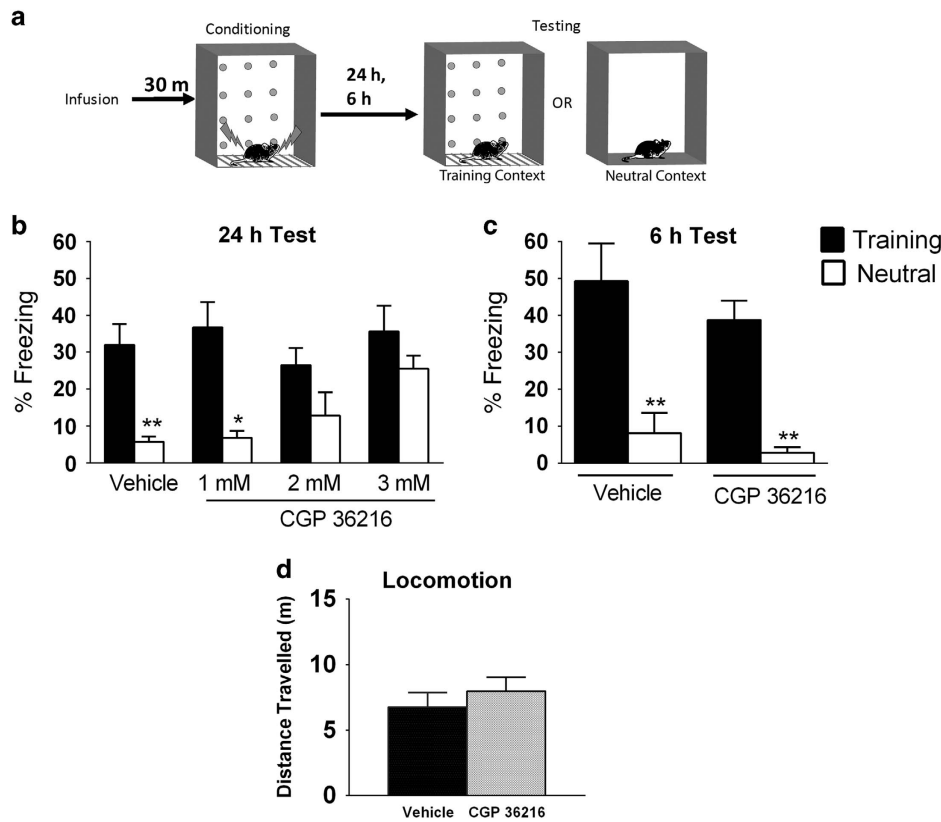 a
Conditioning
Testing
Infusion
30 m
24 h,
6 h
OR
Training Context
Neutral Context
b
24 h Test
% Freezing
60
50
40
30
20
10
0
**
*
Vehicle
1 mM
2 mM
3 mM
CGP 36216
c
6 h Test
% Freezing
60
50
40
30
20
10
0
**
**
Vehicle
CGP 36216
Training
Neutral
d
Locomotion
Distance Travelled (m)
15
10
5
0
Vehicle
CGP 36216